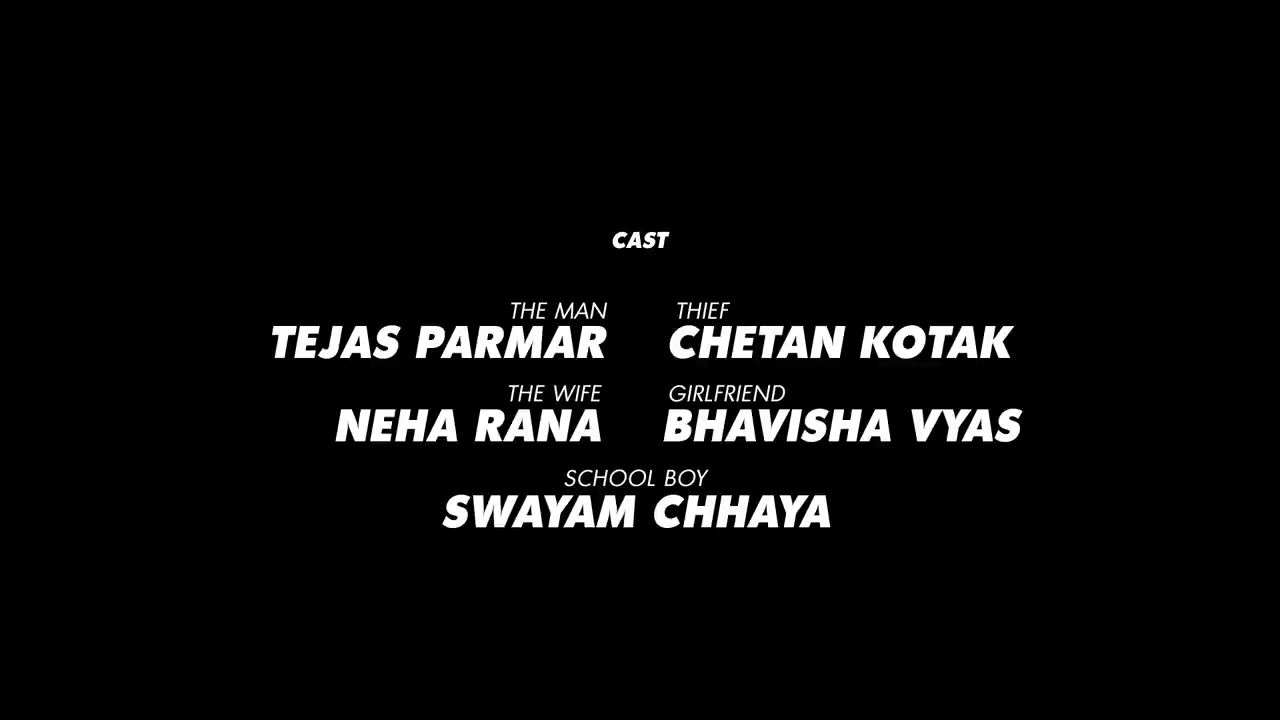 CAST
THE MAN
TEJAS PARMAR
THIEF
CHETAN KOTAK
THE WIFE
NEHA RANA
GIRLFRIEND
BHAVISHA VYAS
SCHOOL BOY
SWAYAM CHHAYA